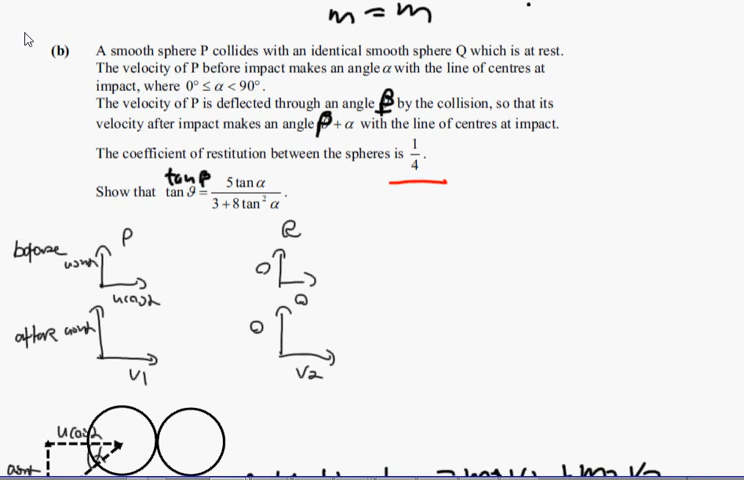 m = m
(b) A smooth sphere P collides with an identical smooth sphere Q which is at rest.
The velocity of P before impact makes an angle α with the line of centres at
impact, where 0° ≤ α < 90°.
The velocity of P is deflected through an angle β by the collision, so that its
velocity after impact makes an angle β + α with the line of centres at impact.
The coefficient of restitution between the spheres is 1/4.
tan β
Show that tan θ = 5 tan α / 3 + 8 tan² α .
P
before
0
0
after
0
V1
V2